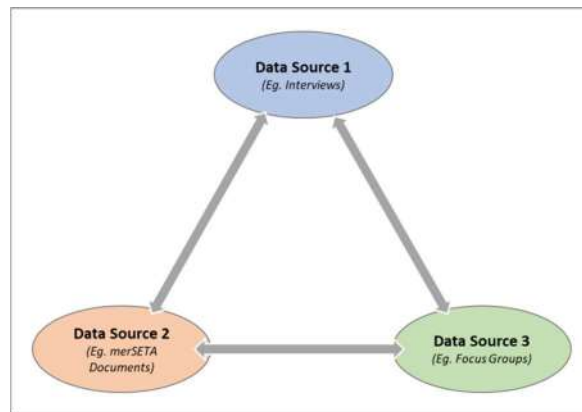 Data Source 1
(Eg. Interviews)
Data Source 2
(Eg. merSETA
Documents)
Data Source 3
(Eg. Focus Groups)